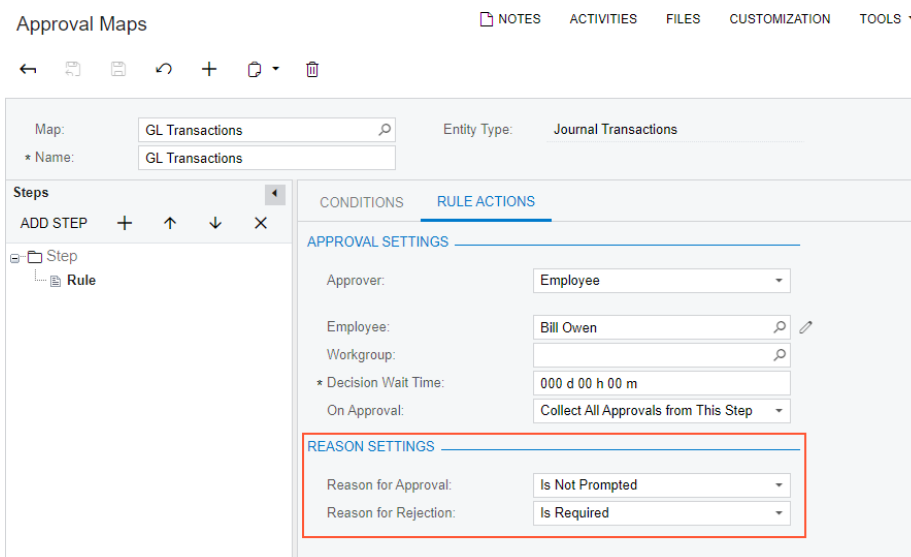 Approval Maps
NOTES ACTIVITIES FILES CUSTOMIZATION TOOLS
Map: GL Transactions Entity Type: Journal Transactions
* Name: GL Transactions
Steps
ADD STEP
CONDITIONS RULE ACTIONS
Step
Rule
APPROVAL SETTINGS
Approver: Employee
Employee: Bill Owen
Workgroup:
* Decision Wait Time: 000 d 00 h 00 m
On Approval: Collect All Approvals from This Step
REASON SETTINGS
Reason for Approval: Is Not Prompted
Reason for Rejection: Is Required